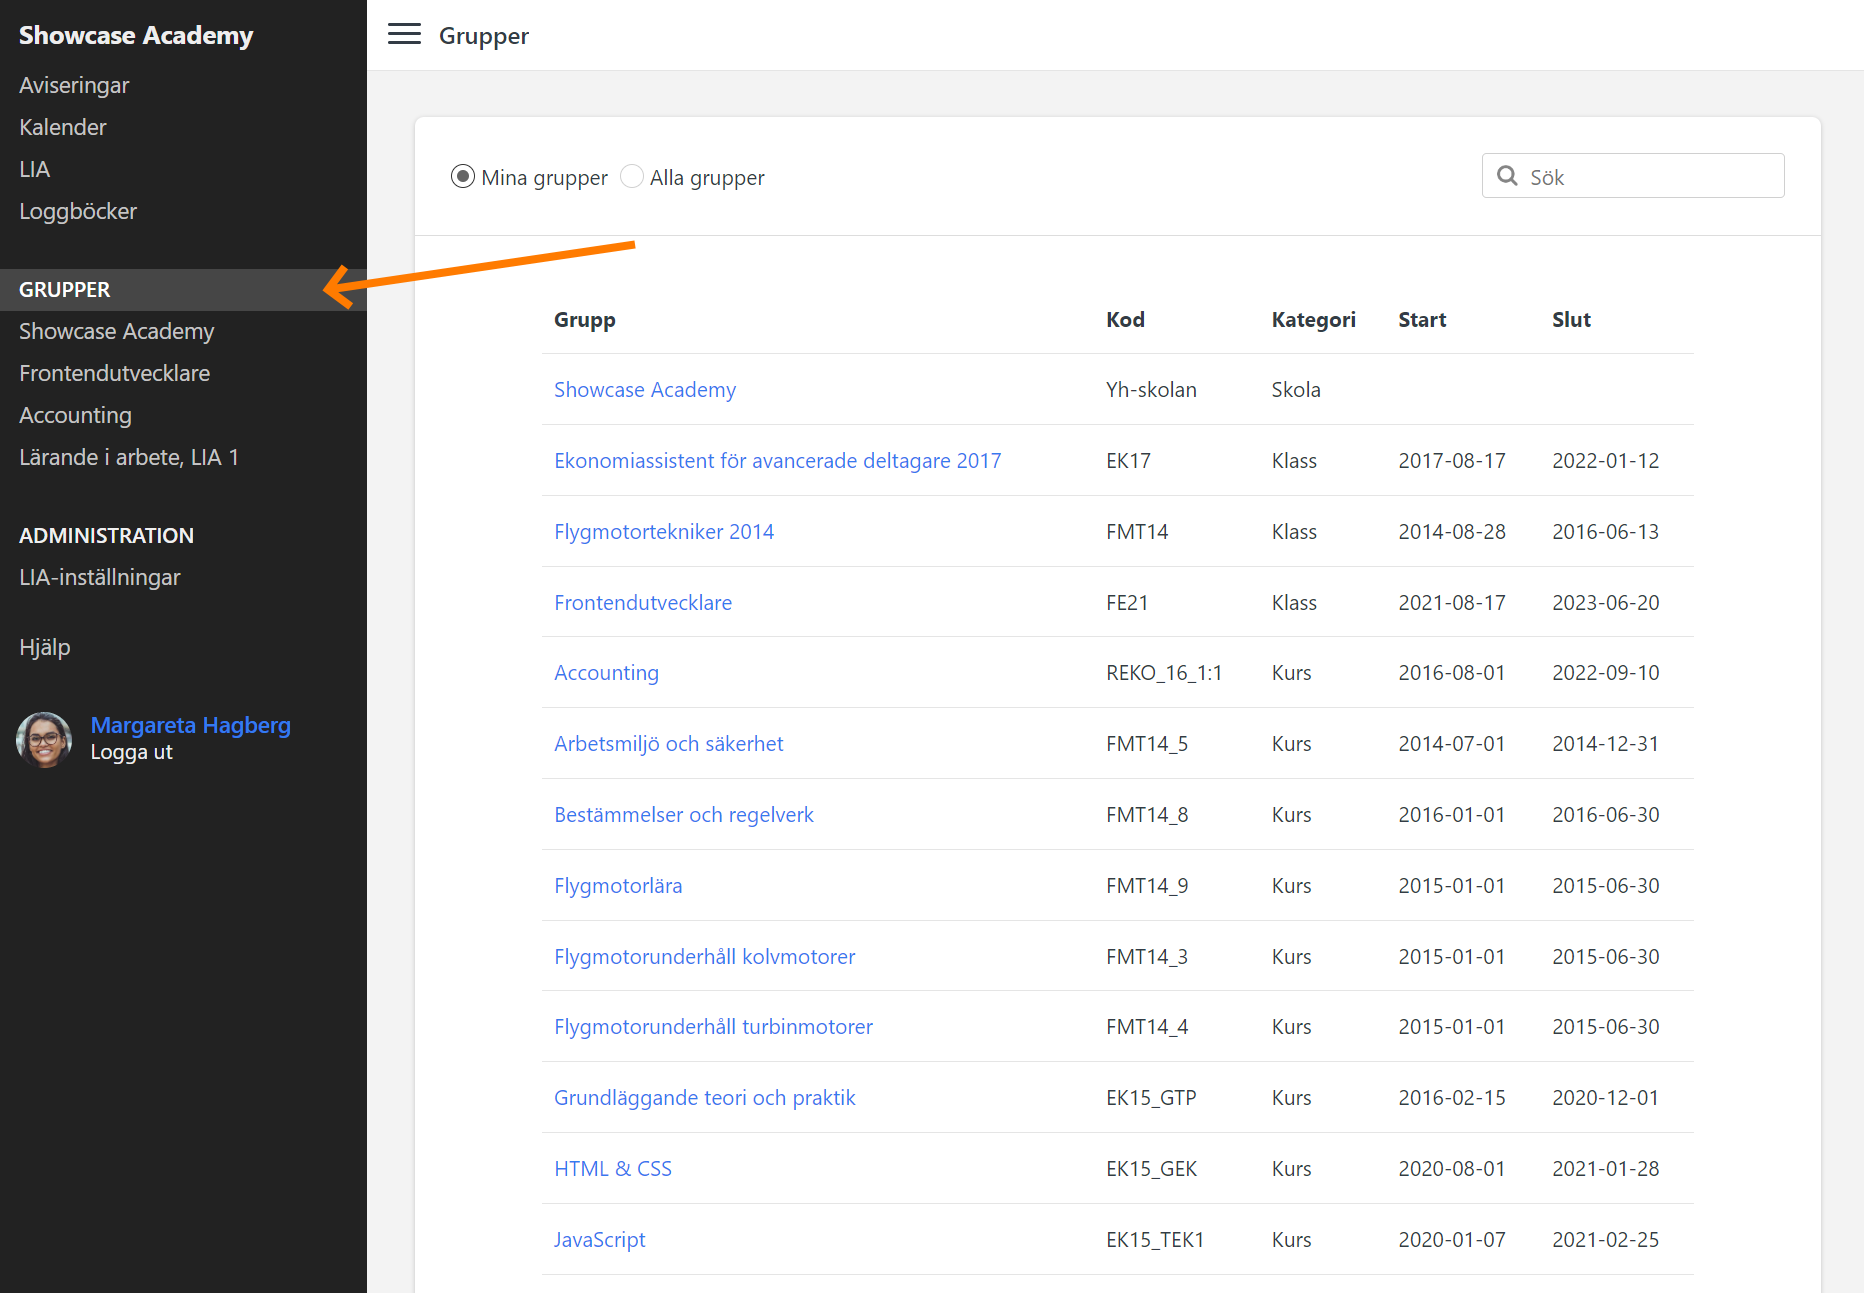 Showcase Academy
Aviseringar
Kalender
LIA
Loggböcker
GRUPPER
Showcase Academy
Frontendutvecklare
Accounting
Lärande i arbete, LIA 1
ADMINISTRATION
LIA-inställningar
Hjälp
Margareta Hagberg
Logga ut
Grupper
Mina grupper Alla grupper Sök
Grupp Kod Kategori Start Slut
Showcase Academy Yh-skolan Skola
Ekonomiassistent för avancerade deltagare 2017 EK17 Klass 2017-08-17 2022-01-12
Flygmotortekniker 2014 FMT14 Klass 2014-08-28 2016-06-13
Frontendutvecklare FE21 Klass 2021-08-17 2023-06-20
Accounting REKO_16_1:1 Kurs 2016-08-01 2022-09-10
Arbetsmiljö och säkerhet FMT14_5 Kurs 2014-07-01 2014-12-31
Bestämmelser och regelverk FMT14_8 Kurs 2016-01-01 2016-06-30
Flygmotorlära FMT14_9 Kurs 2015-01-01 2015-06-30
Flygmotorunderhåll kolvmotorer FMT14_3 Kurs 2015-01-01 2015-06-30
Flygmotorunderhåll turbinmotorer FMT14_4 Kurs 2015-01-01 2015-06-30
Grundläggande teori och praktik EK15_GTP Kurs 2016-02-15 2020-12-01
HTML & CSS EK15_GEK Kurs 2020-08-01 2021-01-28
JavaScript EK15_TEK1 Kurs 2020-01-07 2021-02-25